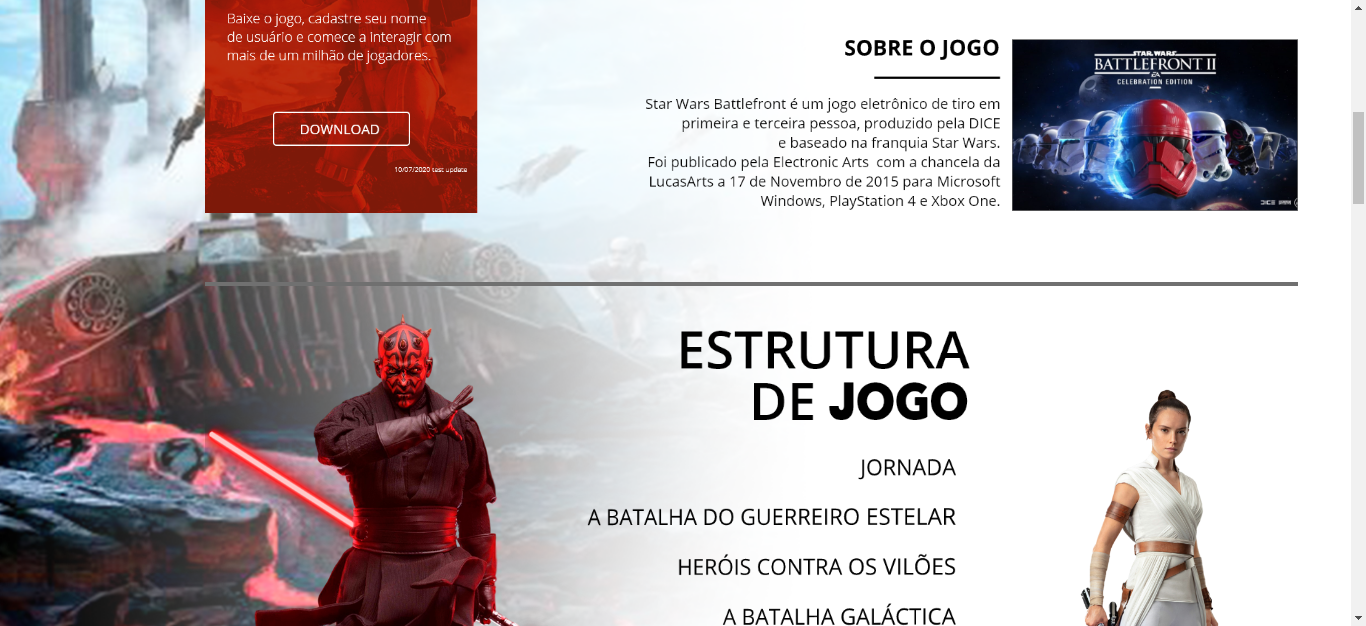 Baixe o jogo, cadastre seu nome
de usuário e comece a interagir com
mais de um milhão de jogadores.
DOWNLOAD
10/07/2020 test update
SOBRE O JOGO
Star Wars Battlefront é um jogo eletrônico de tiro em
primeira e terceira pessoa, produzido pela DICE
e baseado na franquia Star Wars.
Foi publicado pela Electronic Arts com a chancela da
LucasArts a 17 de Novembro de 2015 para Microsoft
Windows, PlayStation 4 e Xbox One.
STAR WARS
BATTLEFRONT II
EA
CELEBRATION EDITION
DICE
ESTRUTURA
DE JOGO
JORNADA
A BATALHA DO GUERREIRO ESTELAR
HERÓIS CONTRA OS VILÕES
A BATALHA GALÁCTICA